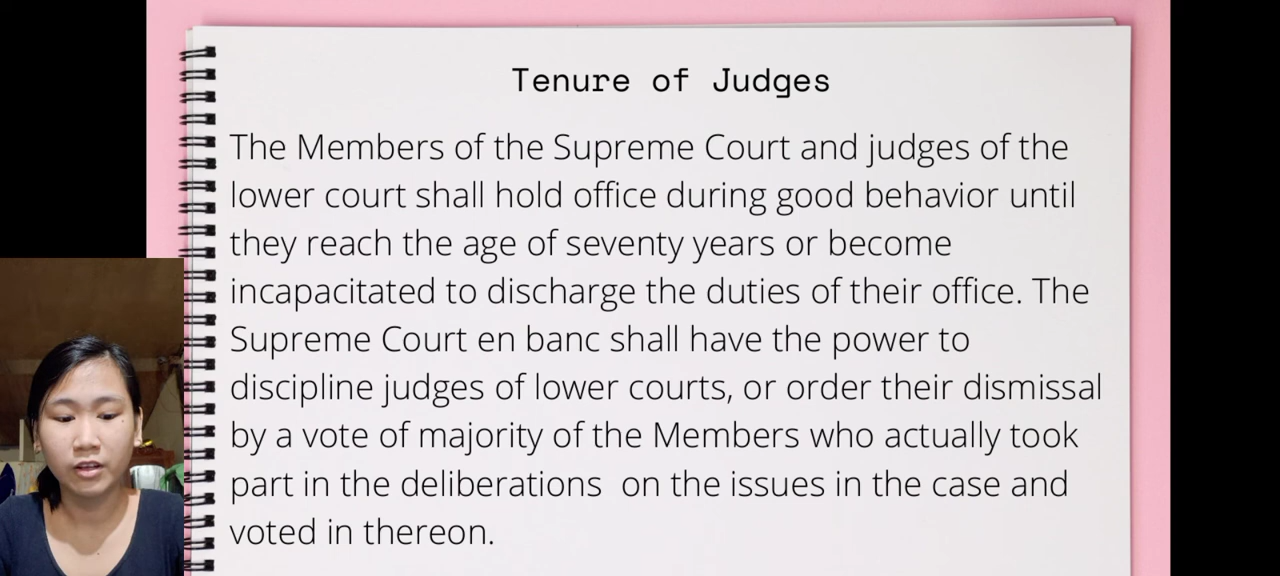 Tenure of Judges
The Members of the Supreme Court and judges of the
lower court shall hold office during good behavior until
they reach the age of seventy years or become
incapacitated to discharge the duties of their office. The
Supreme Court en banc shall have the power to
discipline judges of lower courts, or order their dismissal
by a vote of majority of the Members who actually took
part in the deliberations  on the issues in the case and
voted in thereon.